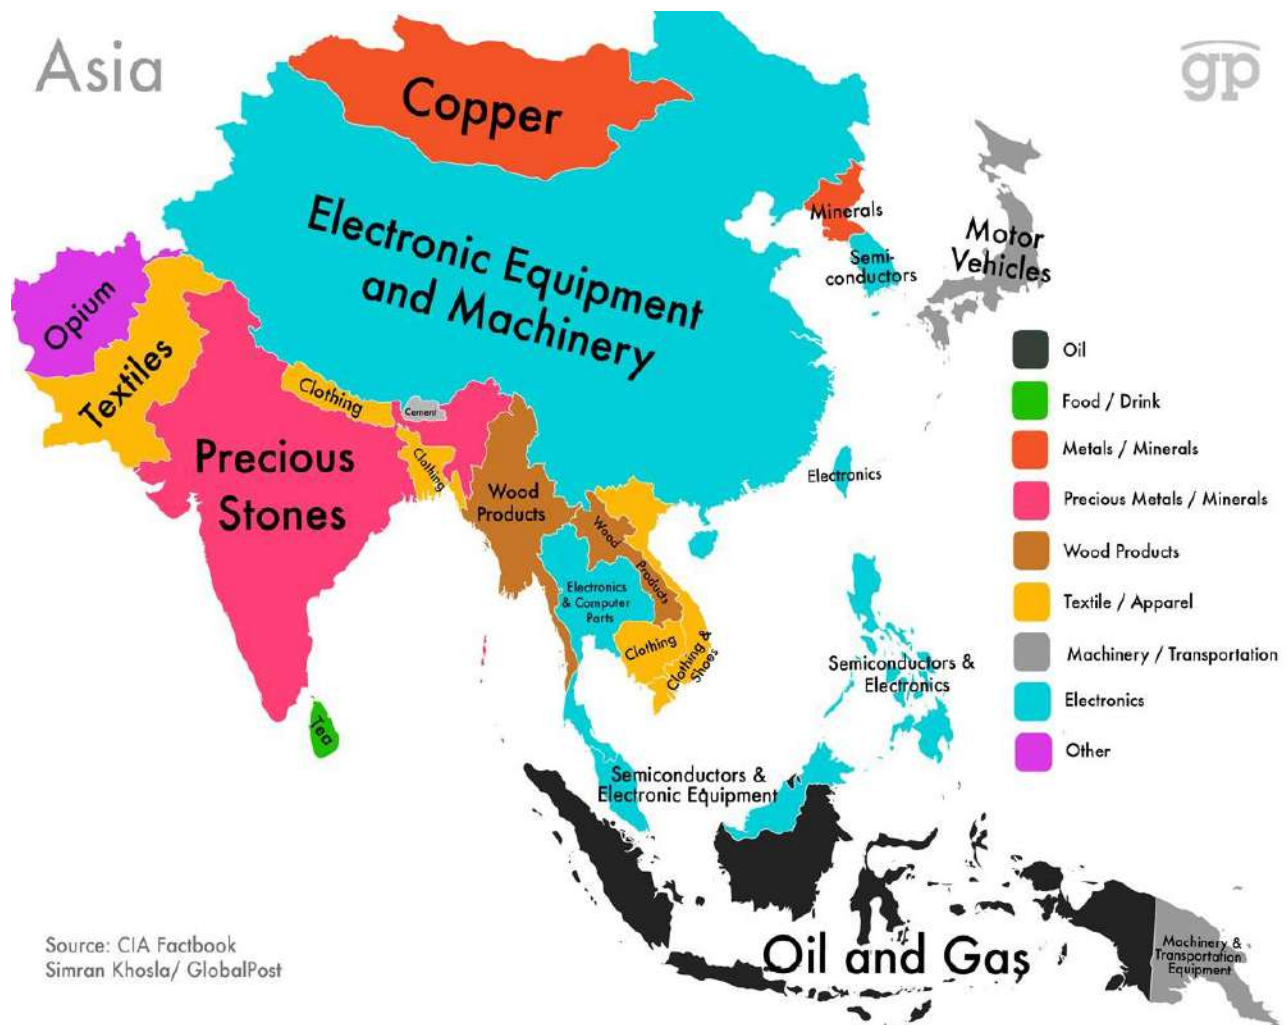 Asia
gp
Copper
Electronic Equipment
and Machinery
Minerals
Semi-
conductors
Motor
Vehicles
Opium
Textiles
Clothing
Cement
Clothing
Precious
Stones
Wood
Products
Electronics
Wood
Products
Electronics
& Computer
Parts
Clothing
Clothing &
Shoes
Semiconductors &
Electronics
Tea
Semiconductors &
Electronic Equipment
Oil and Gas
Machinery &
Transportation
Equipment
Oil
Food / Drink
Metals / Minerals
Precious Metals / Minerals
Wood Products
Textile / Apparel
Machinery / Transportation
Electronics
Other
Source: CIA Factbook
Simran Khosla/ GlobalPost